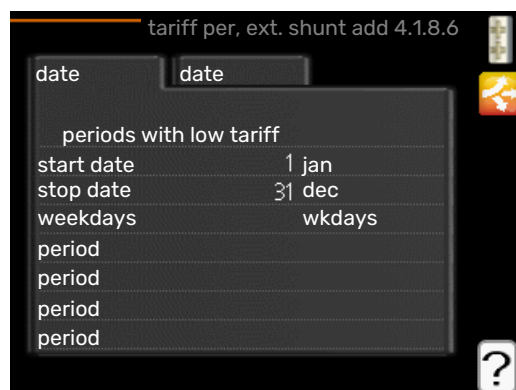 tariff per, ext. shunt add 4.1.8.6
date date
periods with low tariff
start date 1 jan
stop date 31 dec
weekdays wkdays
period
period
period
period
?